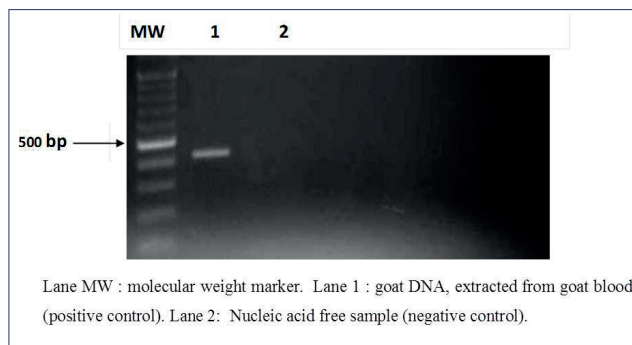 MW 1 2
500 bp
Lane MW : molecular weight marker. Lane 1 : goat DNA, extracted from goat blood
(positive control). Lane 2: Nucleic acid free sample (negative control).